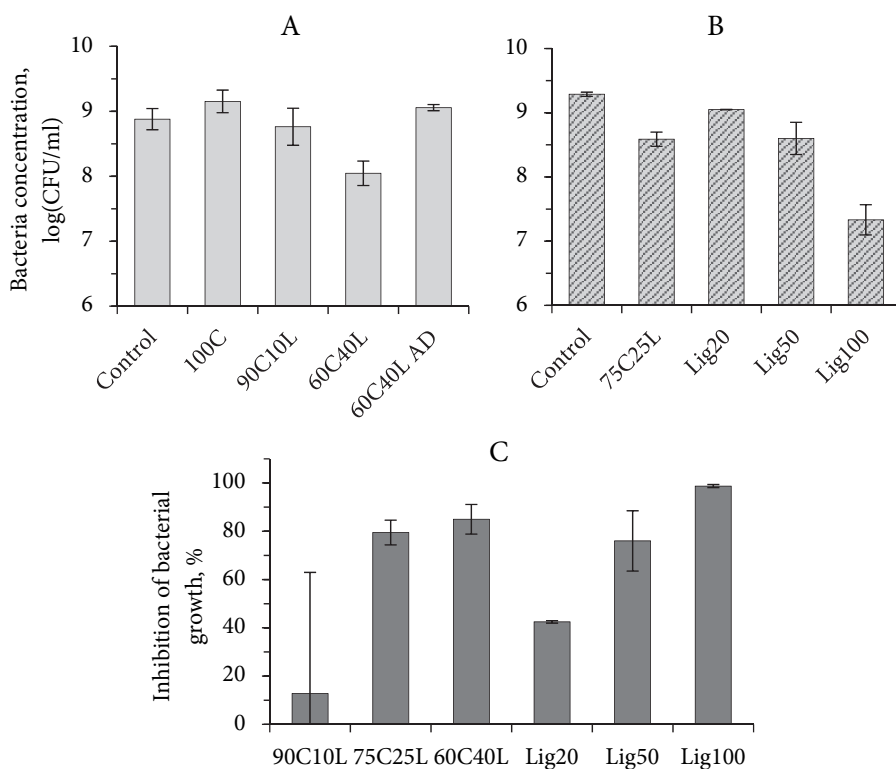 A
Bacteria concentration,
log(CFU/ml)
10
9
8
7
6
Control
100C
90C10L
60C40L
60C40L AD
B
10
9
8
7
6
Control
75C25L
Lig20
Lig50
Lig100
C
Inhibition of bacterial
growth, %
100
80
60
40
20
0
90C10L 75C25L 60C40L Lig20 Lig50 Lig100